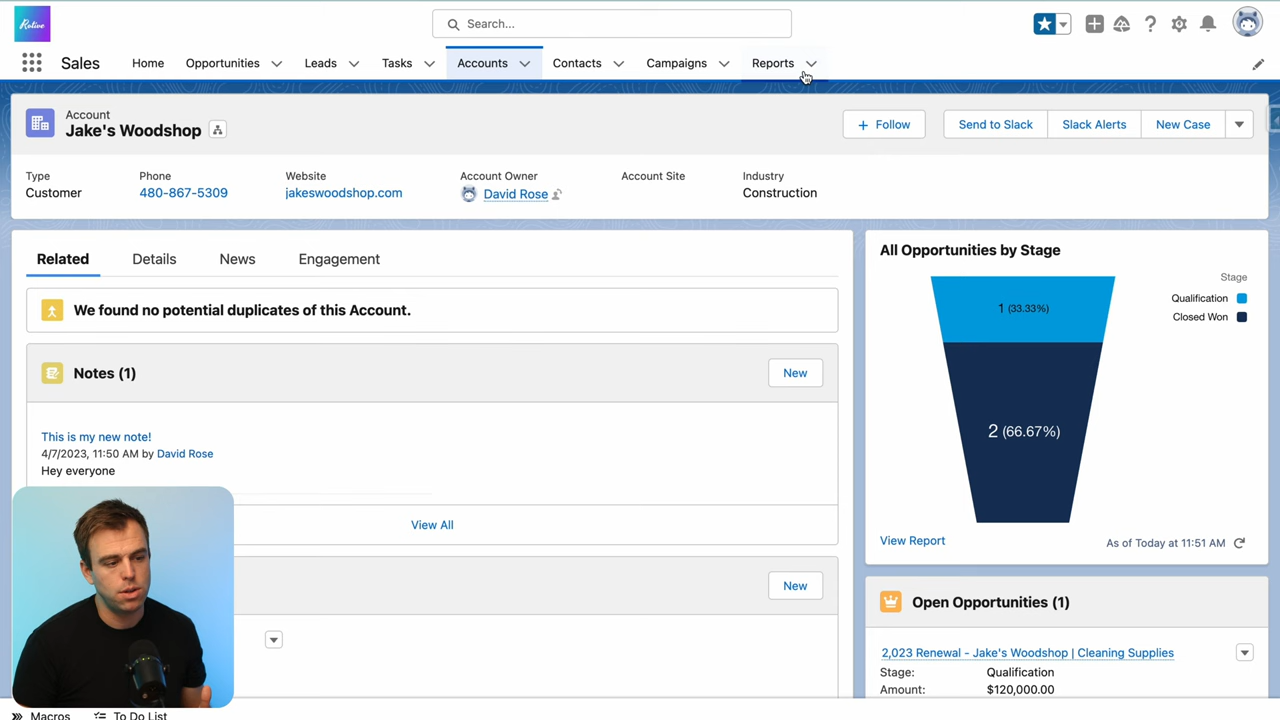 Rotive
Search...
Sales
Home
Opportunities
Leads
Tasks
Accounts
Contacts
Campaigns
Reports
Account
Jake's Woodshop
Follow
Send to Slack
Slack Alerts
New Case
Type
Customer
Phone
480-867-5309
Website
jakeswoodshop.com
Account Owner
David Rose
Account Site
Industry
Construction
Related
Details
News
Engagement
We found no potential duplicates of this Account.
Notes (1)
New
This is my new note!
4/7/2023, 11:50 AM by David Rose
Hey everyone
View All
New
All Opportunities by Stage
Stage
Qualification
Closed Won
1 (33.33%)
2 (66.67%)
View Report
As of Today at 11:51 AM
Open Opportunities (1)
2,023 Renewal - Jake's Woodshop | Cleaning Supplies
Stage:
Qualification
Amount:
$120,000.00
Macros
To Do List